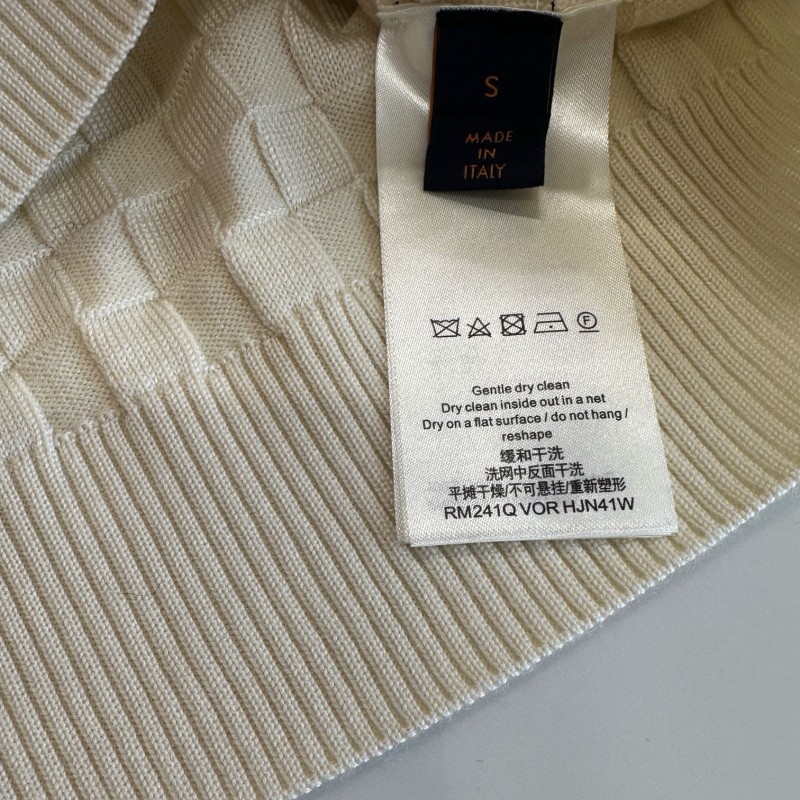 S
MADE
IN
ITALY
F
Gentle dry clean
Dry clean inside out in a net
Dry on a flat surface / do not hang /
reshape
缓和干洗
洗网中反面干洗
平摊干燥/不可悬挂/重新塑形
RM241Q VOR HJN41W